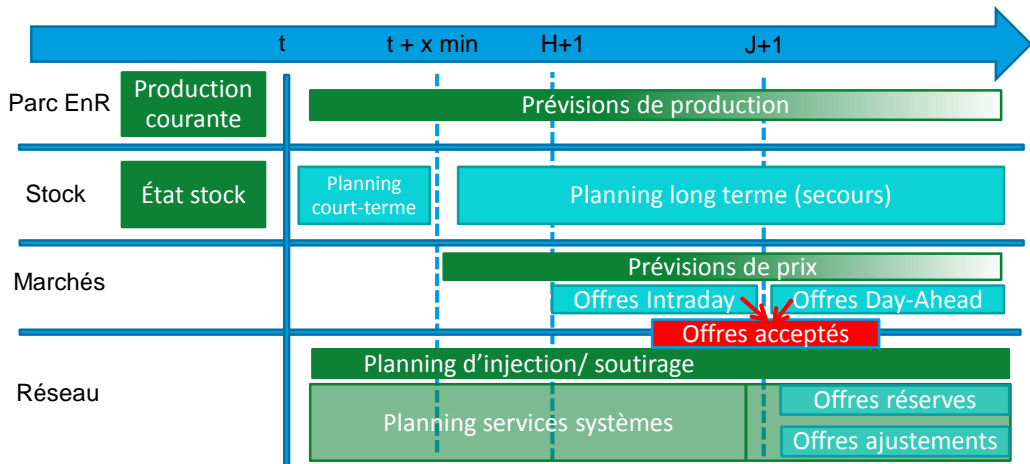 t
t + x min
H+1
J+1
Parc EnR
Production
courante
Prévisions de production
Stock
État stock
Planning
court-terme
Planning long terme (secours)
Marchés
Prévisions de prix
Offres Intraday
Offres Day-Ahead
Offres acceptés
Réseau
Planning d'injection/ soutirage
Planning services systèmes
Offres réserves
Offres ajustements